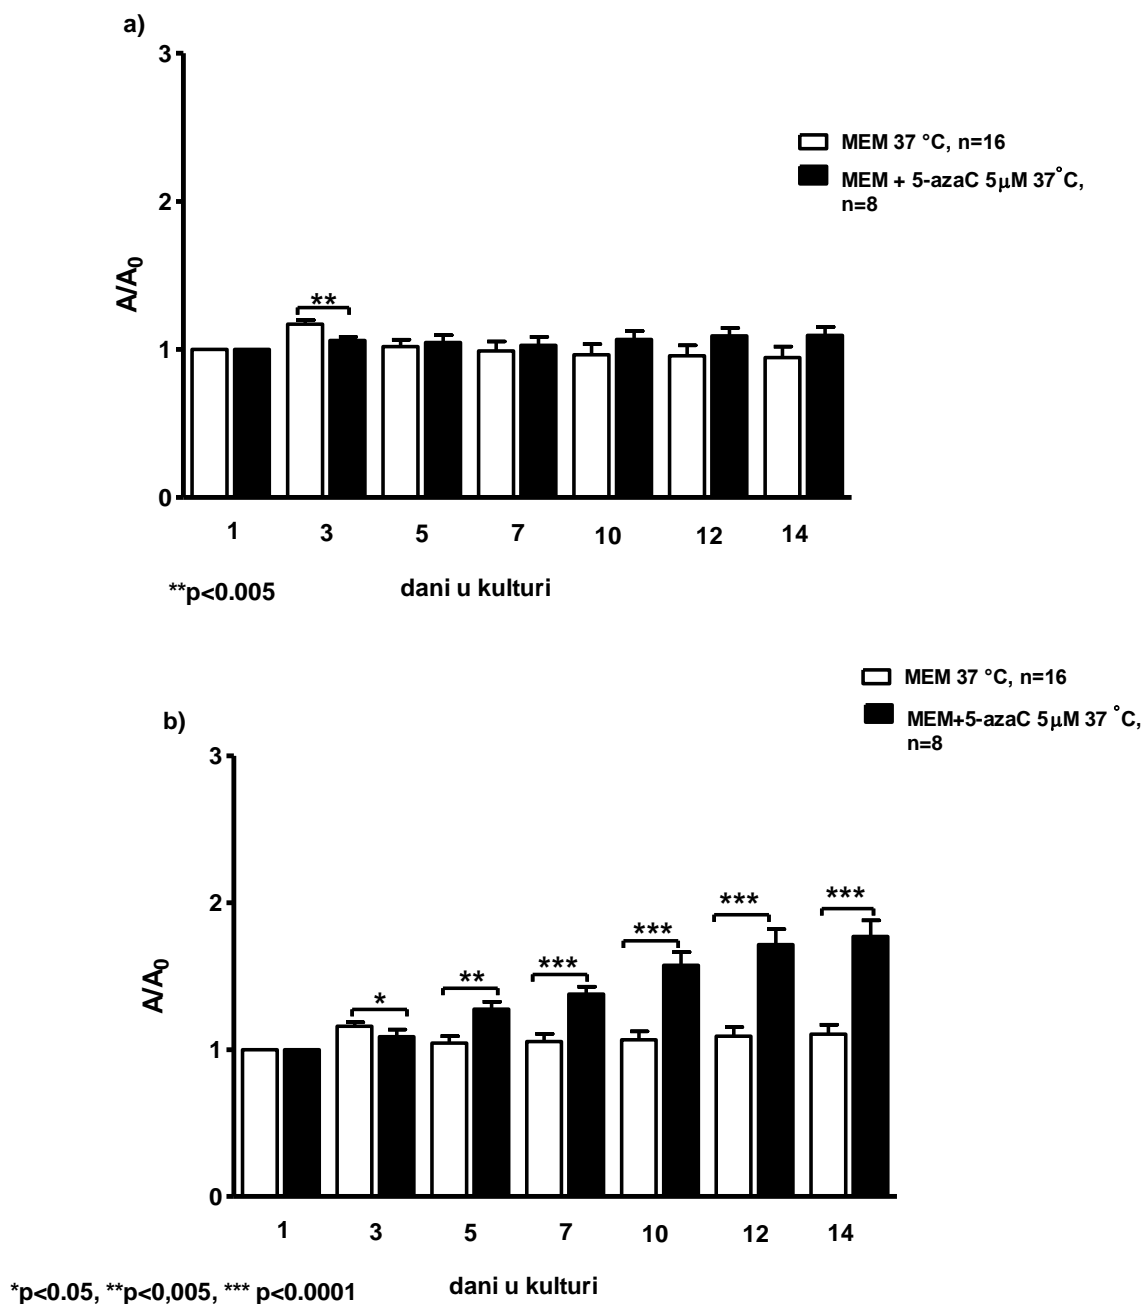 a)
3
2
1
0
A/A0
MEM 37 °C, n=16
MEM + 5-azaC 5μM 37°C,
n=8
**
1 3 5 7 10 12 14
**p<0.005
dani u kulturi
MEM 37 °C, n=16
MEM+5-azaC 5μM 37 °C,
n=8
b)
3
2
1
0
A/A0
* ** *** *** *** ***
1 3 5 7 10 12 14
dani u kulturi
*p<0.05, **p<0,005, *** p<0.0001